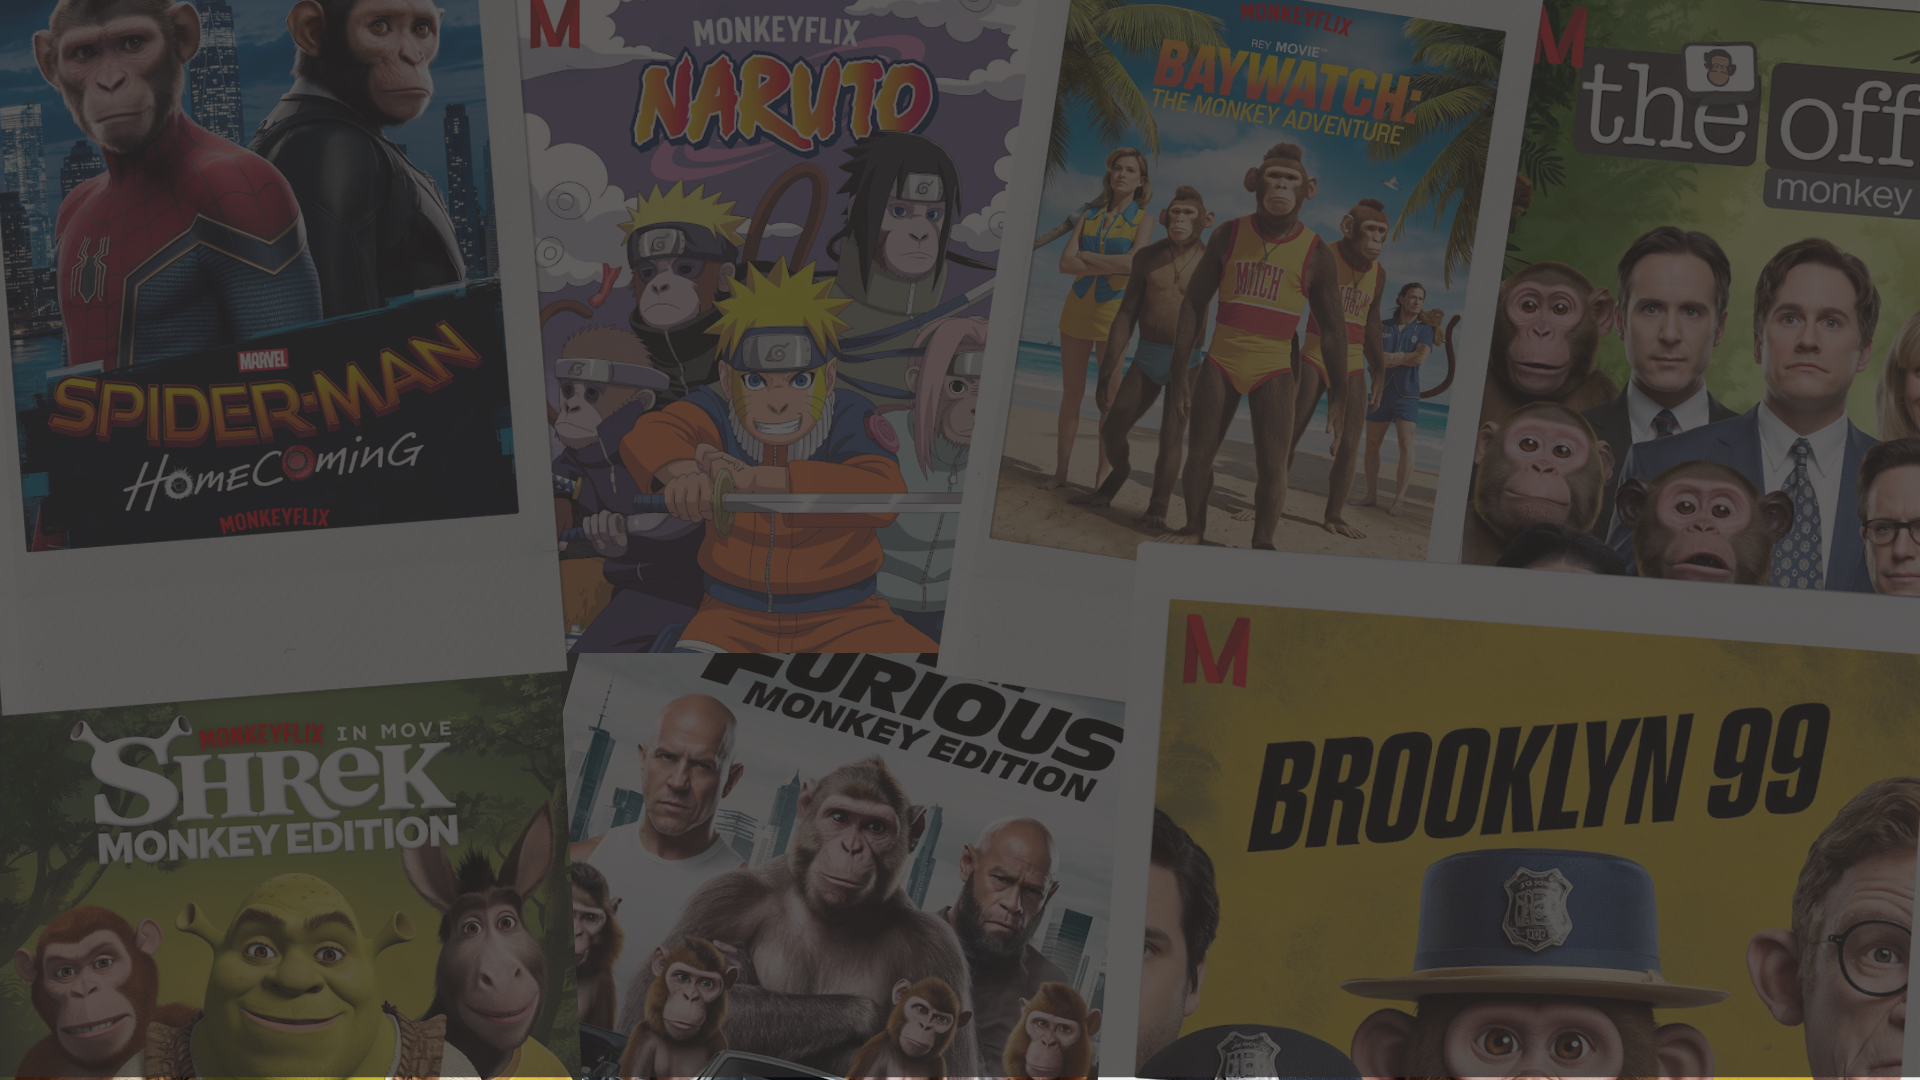 MARVEL
SPIDER-MAN
HOMECOMING
MONKEYFLIX
M
MONKEYFLIX
NARUTO
MONKEYFLIX
REY MOVIE
BAYWATCH:
THE MONKEY ADVENTURE
MITCH
M
the off
monkey
MONKEYFLIX IN MOVE
SHREK
MONKEY EDITION
FURIOUS
MONKEY EDITION
M
BROOKLYN 99